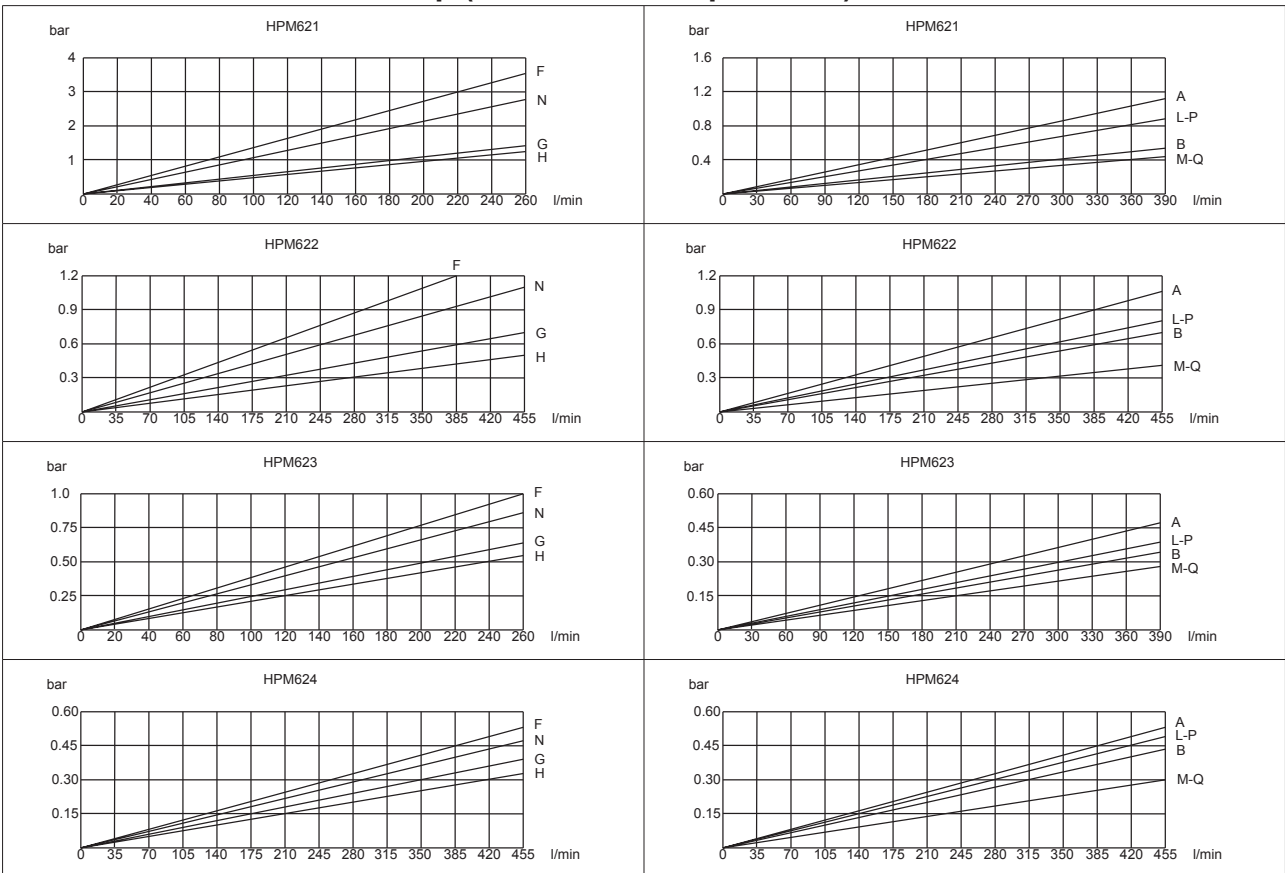 bar HPM621
4
3
2
1
0 20 40 60 80 100 120 140 160 180 200 220 240 260 l/min
F
N
G
H
bar HPM621
1.6
1.2
0.8
0.4
0 30 60 90 120 150 180 210 240 270 300 330 360 390 l/min
A
L-P
B
M-Q
bar HPM622
1.2
0.9
0.6
0.3
0 35 70 105 140 175 210 245 280 315 350 385 420 455 l/min
F
N
G
H
bar HPM622
1.2
0.9
0.6
0.3
0 35 70 105 140 175 210 245 280 315 350 385 420 455 l/min
A
L-P
B
M-Q
bar HPM623
1.0
0.75
0.50
0.25
0 20 40 60 80 100 120 140 160 180 200 220 240 260 l/min
F
N
G
H
bar HPM623
0.60
0.45
0.30
0.15
0 30 60 90 120 150 180 210 240 270 300 330 360 390 l/min
A
L-P
B
M-Q
bar HPM624
0.60
0.45
0.30
0.15
0 35 70 105 140 175 210 245 280 315 350 385 420 455 l/min
F
N
G
H
bar HPM624
0.60
0.45
0.30
0.15
0 35 70 105 140 175 210 245 280 315 350 385 420 455 l/min
A
L-P
B
M-Q